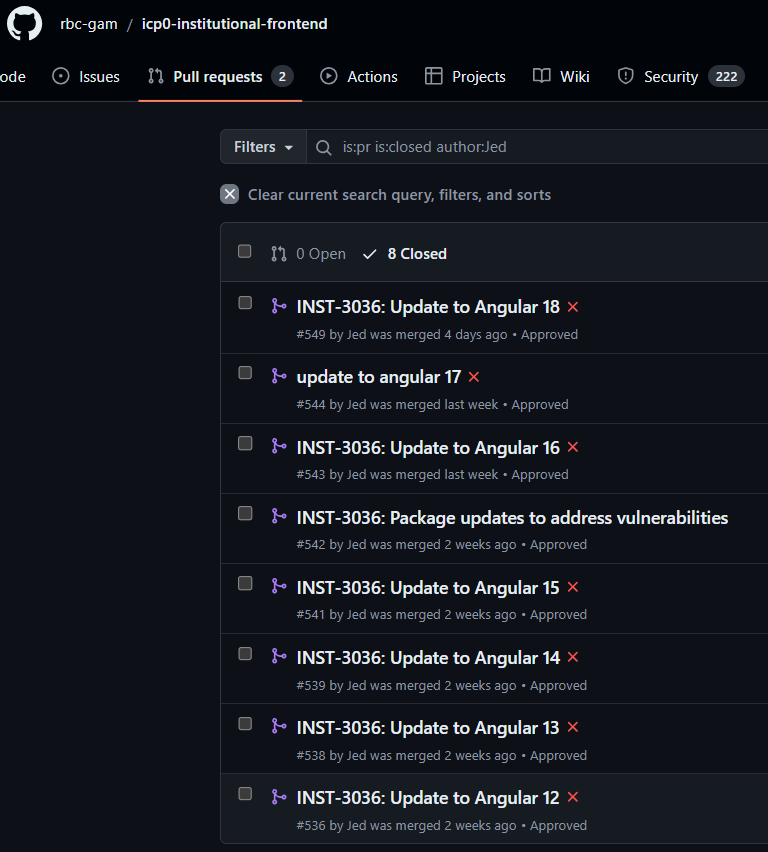 rbc-gam / icp0-institutional-frontend
ode Issues Pull requests 2 Actions Projects Wiki Security 222
Filters is:pr is:closed author:Jed
Clear current search query, filters, and sorts
0 Open 8 Closed
INST-3036: Update to Angular 18
#549 by Jed was merged 4 days ago • Approved
update to angular 17
#544 by Jed was merged last week • Approved
INST-3036: Update to Angular 16
#543 by Jed was merged last week • Approved
INST-3036: Package updates to address vulnerabilities
#542 by Jed was merged 2 weeks ago • Approved
INST-3036: Update to Angular 15
#541 by Jed was merged 2 weeks ago • Approved
INST-3036: Update to Angular 14
#539 by Jed was merged 2 weeks ago • Approved
INST-3036: Update to Angular 13
#538 by Jed was merged 2 weeks ago • Approved
INST-3036: Update to Angular 12
#536 by Jed was merged 2 weeks ago • Approved